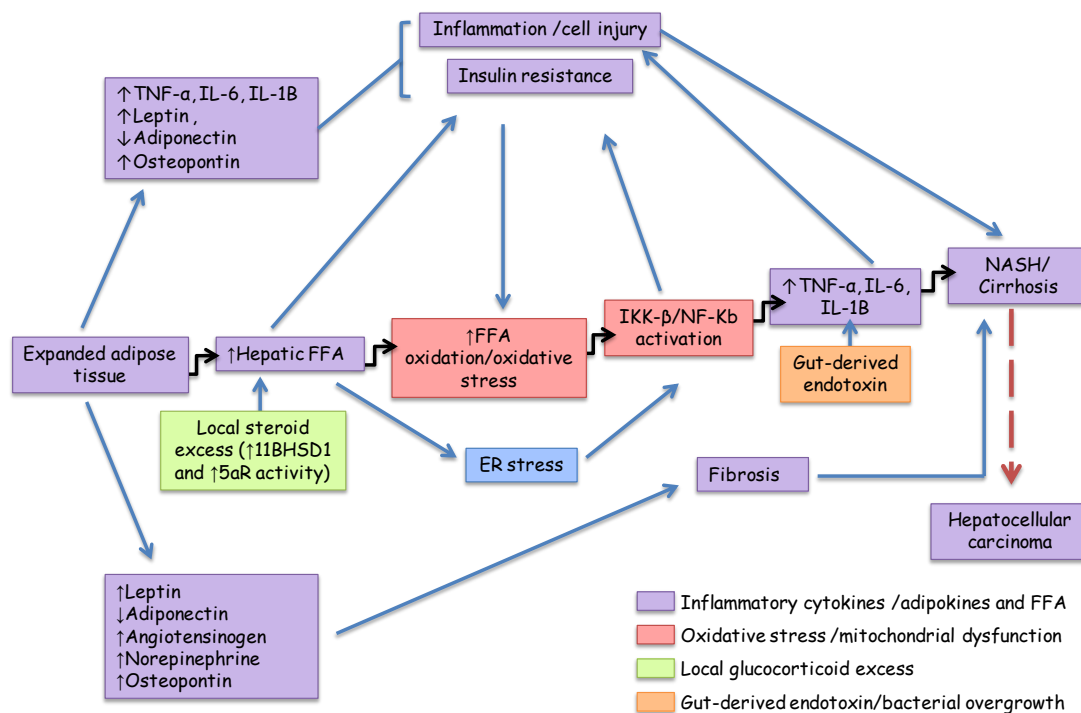 Inflammation /cell injury
Insulin resistance
↑TNF-α, IL-6, IL-1B
↑Leptin ,
↓Adiponectin
↑Osteopontin
Expanded adipose
tissue
↑Hepatic FFA
↑FFA
oxidation/oxidative
stress
IKK-β/NF-Kb
activation
↑TNF-α, IL-6,
IL-1B
NASH/
Cirrhosis
Local steroid
excess (↑11BHSD1
and ↑5aR activity)
ER stress
Gut-derived
endotoxin
Fibrosis
Hepatocellular
carcinoma
↑Leptin
↓Adiponectin
↑Angiotensinogen
↑Norepinephrine
↑Osteopontin
Inflammatory cytokines /adipokines and FFA
Oxidative stress /mitochondrial dysfunction
Local glucocorticoid excess
Gut-derived endotoxin/bacterial overgrowth